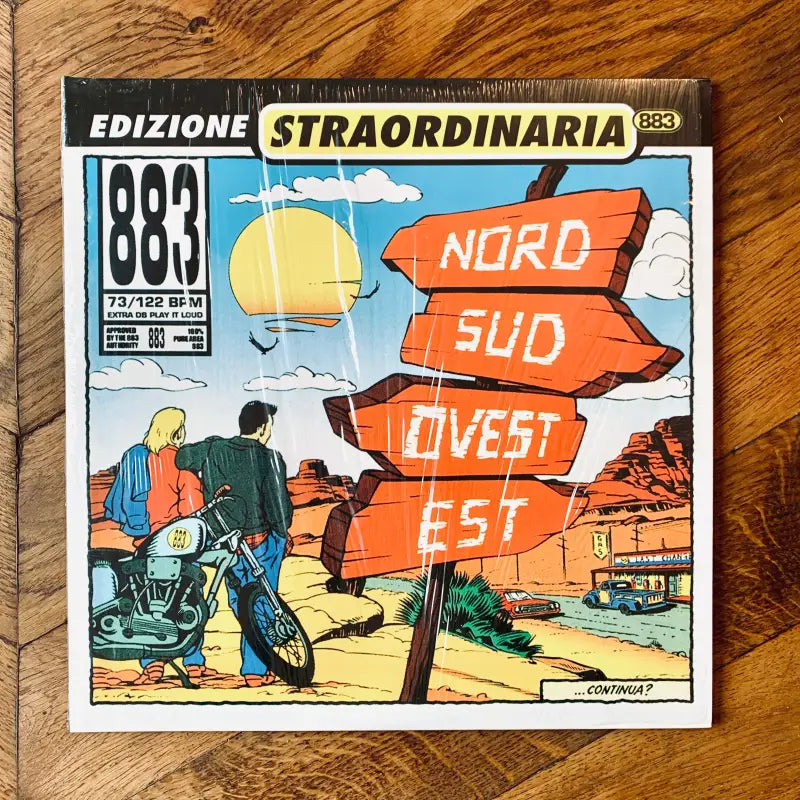 EDIZIONE STRAORDINARIA 883
883
73/122 BPM
EXTRA DB PLAY IT LOUD
APPROVED BY THE 883 AUTHORITY
883
100% PURE AREA 883
NORD
SUD
OVEST
EST
883
GAS
LAST CHANCE
...CONTINUA?